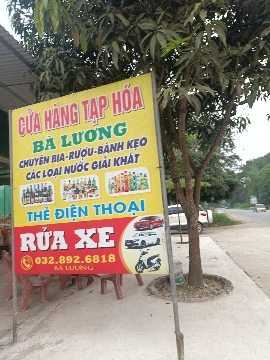 CỬA HÀNG TẠP HÓA
BÀ LƯƠNG
CHUYÊN BIA-RƯỢU-BÁNH KẸO
CÁC LOẠI NƯỚC GIẢI KHÁT
THẺ ĐIỆN THOẠI
RỬA XE
032.892.6818
BÀ LƯƠNG